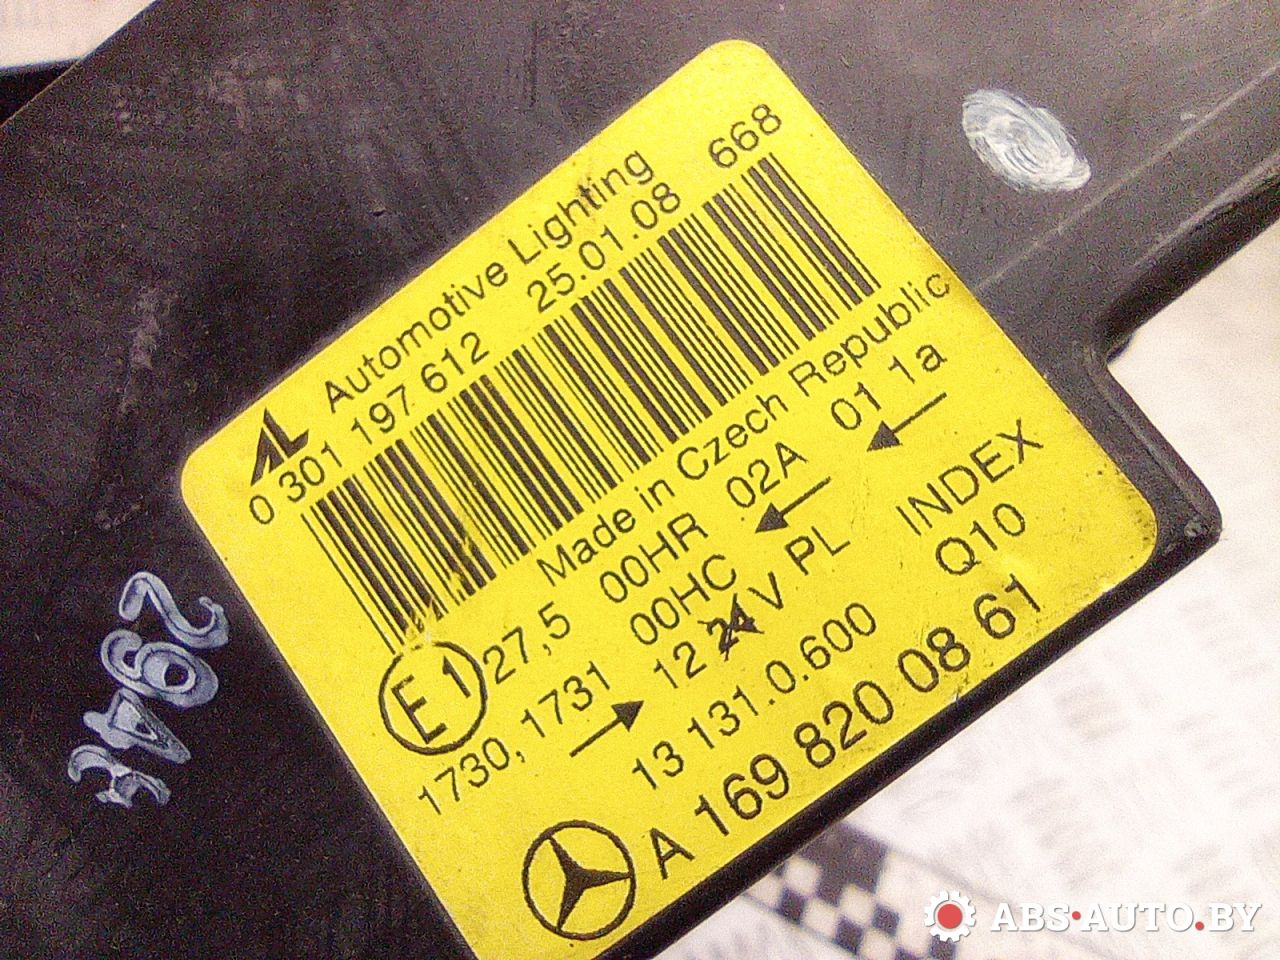 AL Automotive Lighting
0 301 197 612 25.01.08 668
Made in Czech Republic
E1 27,5 00HR 02A 01 1a
1730, 1731 00HC
12 24 V PL INDEX
13 131.0.600 Q10
A 169 820 08 61
ABS-AUTO.BY